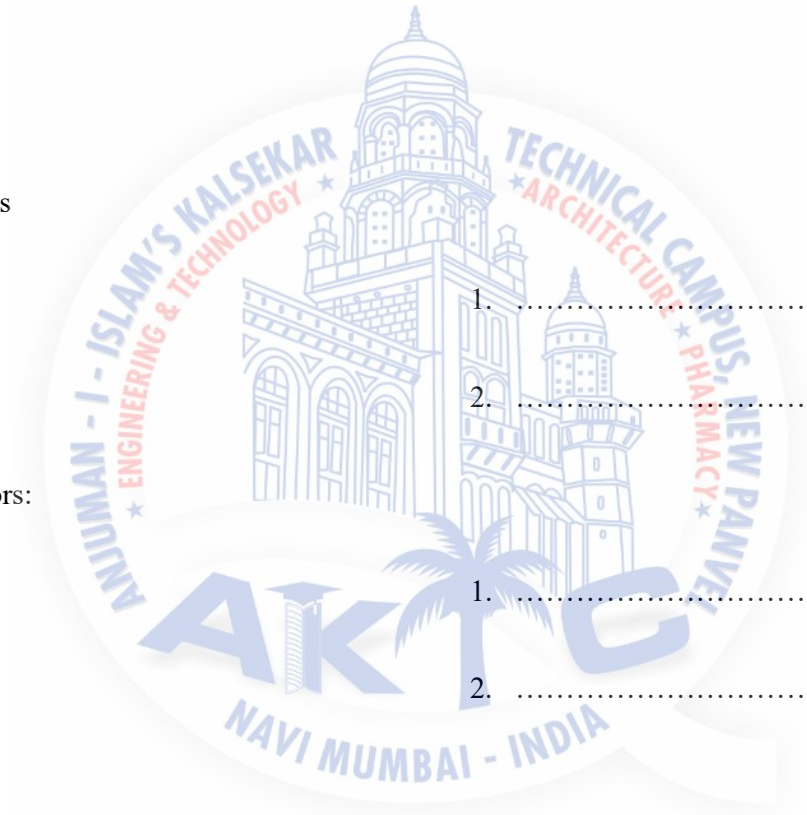 ANJUMAN - I - ISLAM'S KALSEKAR TECHNICAL CAMPUS, NEW PANVEL
★ ENGINEERING & TECHNOLOGY ★ ★ARCHITECTURE ★ PHARMACY ★
s
1. ................................
2. ................................
ors:
1. ................................
2. ................................
AKTC
NAVI MUMBAI - INDIA